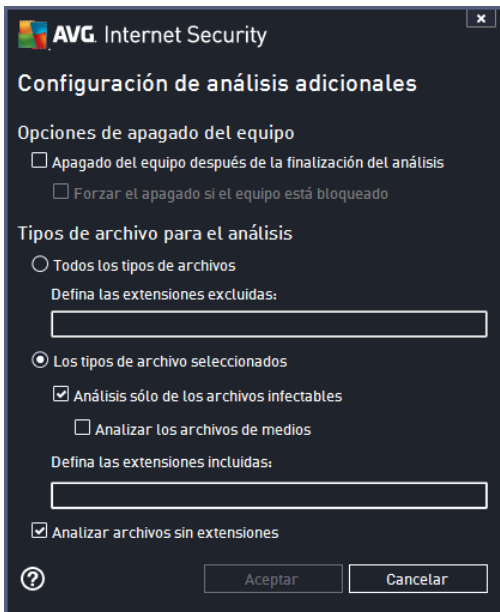 AVG. Internet Security
Configuración de análisis adicionales
Opciones de apagado del equipo
Apagado del equipo después de la finalización del análisis
Forzar el apagado si el equipo está bloqueado
Tipos de archivo para el análisis
Todos los tipos de archivos
Defina las extensiones excluidas:
Los tipos de archivo seleccionados
Análisis sólo de los archivos infectables
Analizar los archivos de medios
Defina las extensiones incluidas:
Analizar archivos sin extensiones
Aceptar
Cancelar